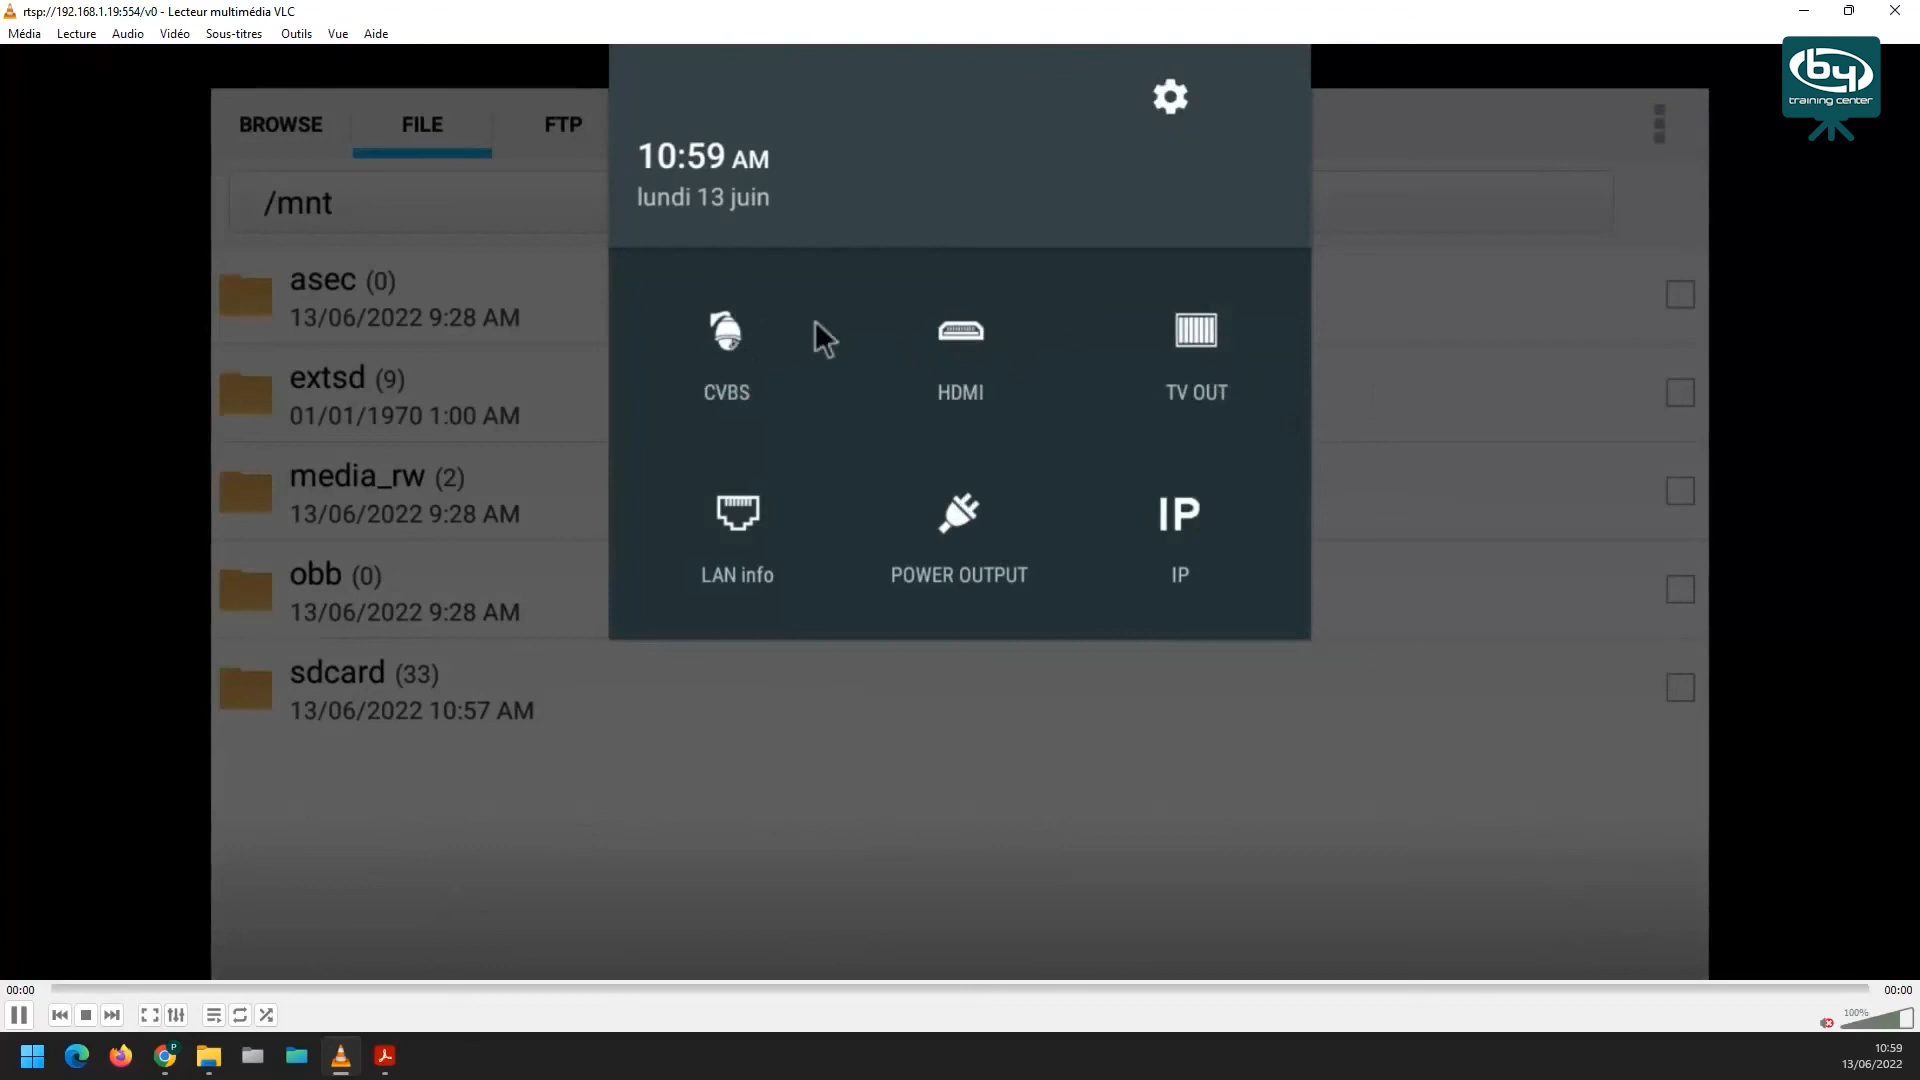 rtsp://192.168.1.19:554/v0 - Lecteur multimédia VLC
Média Lecture Audio Vidéo Sous-titres Outils Vue Aide
by
training center
BROWSE FILE FTP
10:59 AM
lundi 13 juin
/mnt
asec (0)
13/06/2022 9:28 AM
extsd (9)
01/01/1970 1:00 AM
media_rw (2)
13/06/2022 9:28 AM
obb (0)
13/06/2022 9:28 AM
sdcard (33)
13/06/2022 10:57 AM
CVBS HDMI TV OUT
IP
LAN info POWER OUTPUT IP
00:00 00:00
100%
P
10:59
13/06/2022